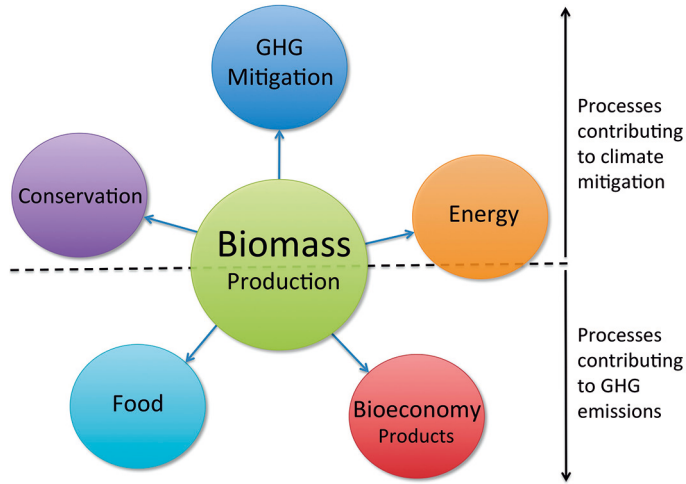 GHG
Mitigation
Conservation
Energy
Biomass
Production
Food
Bioeconomy
Products
Processes
contributing
to climate
mitigation
Processes
contributing
to GHG
emissions